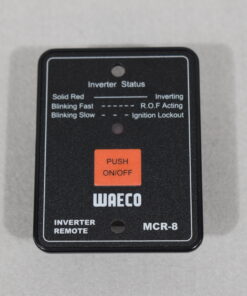 Inverter Status
Solid Red ———— Inverting
Blinking Fast ------ R.O.F Acting
Blinking Slow - - - Ignition Lockout
PUSH
ON/OFF
WAECO
INVERTER
REMOTE
MCR-8